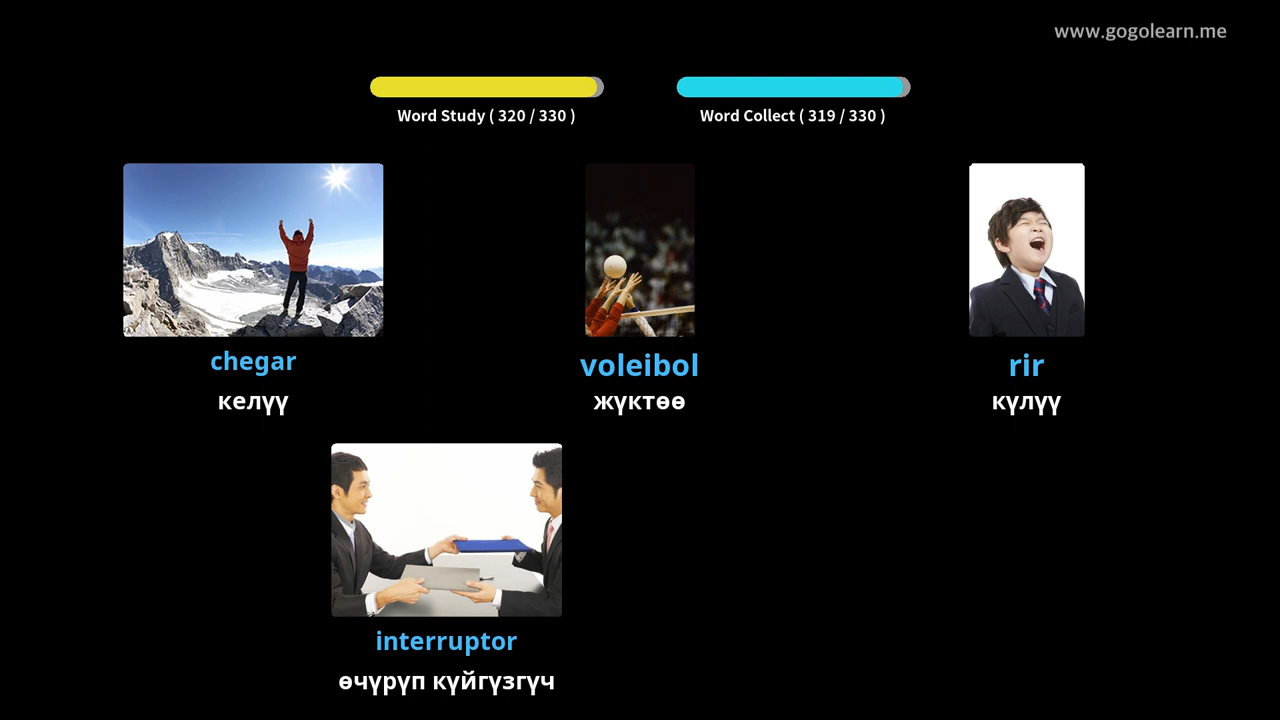 www.gogolearn.me
Word Study ( 320 / 330 )
Word Collect ( 319 / 330 )
chegar
келүү
voleibol
жүктөө
rir
күлүү
interruptor
өчүрүп күйгүзгүч